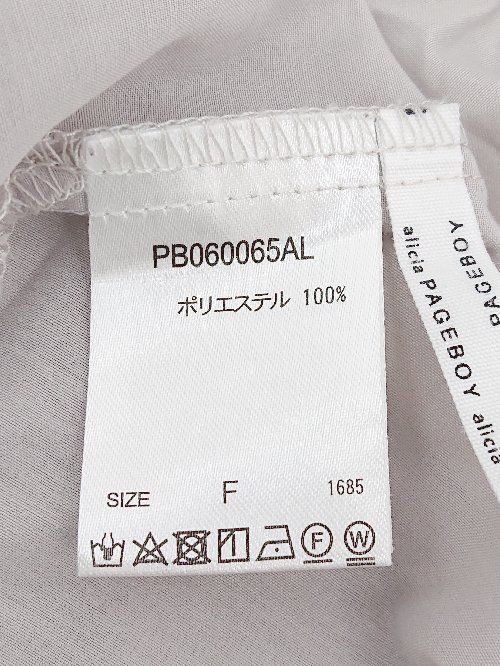 PB060065AL
ポリエステル 100%
SIZE F 1685
F W
PAGEBOY
alicia PAGEBOY alicia